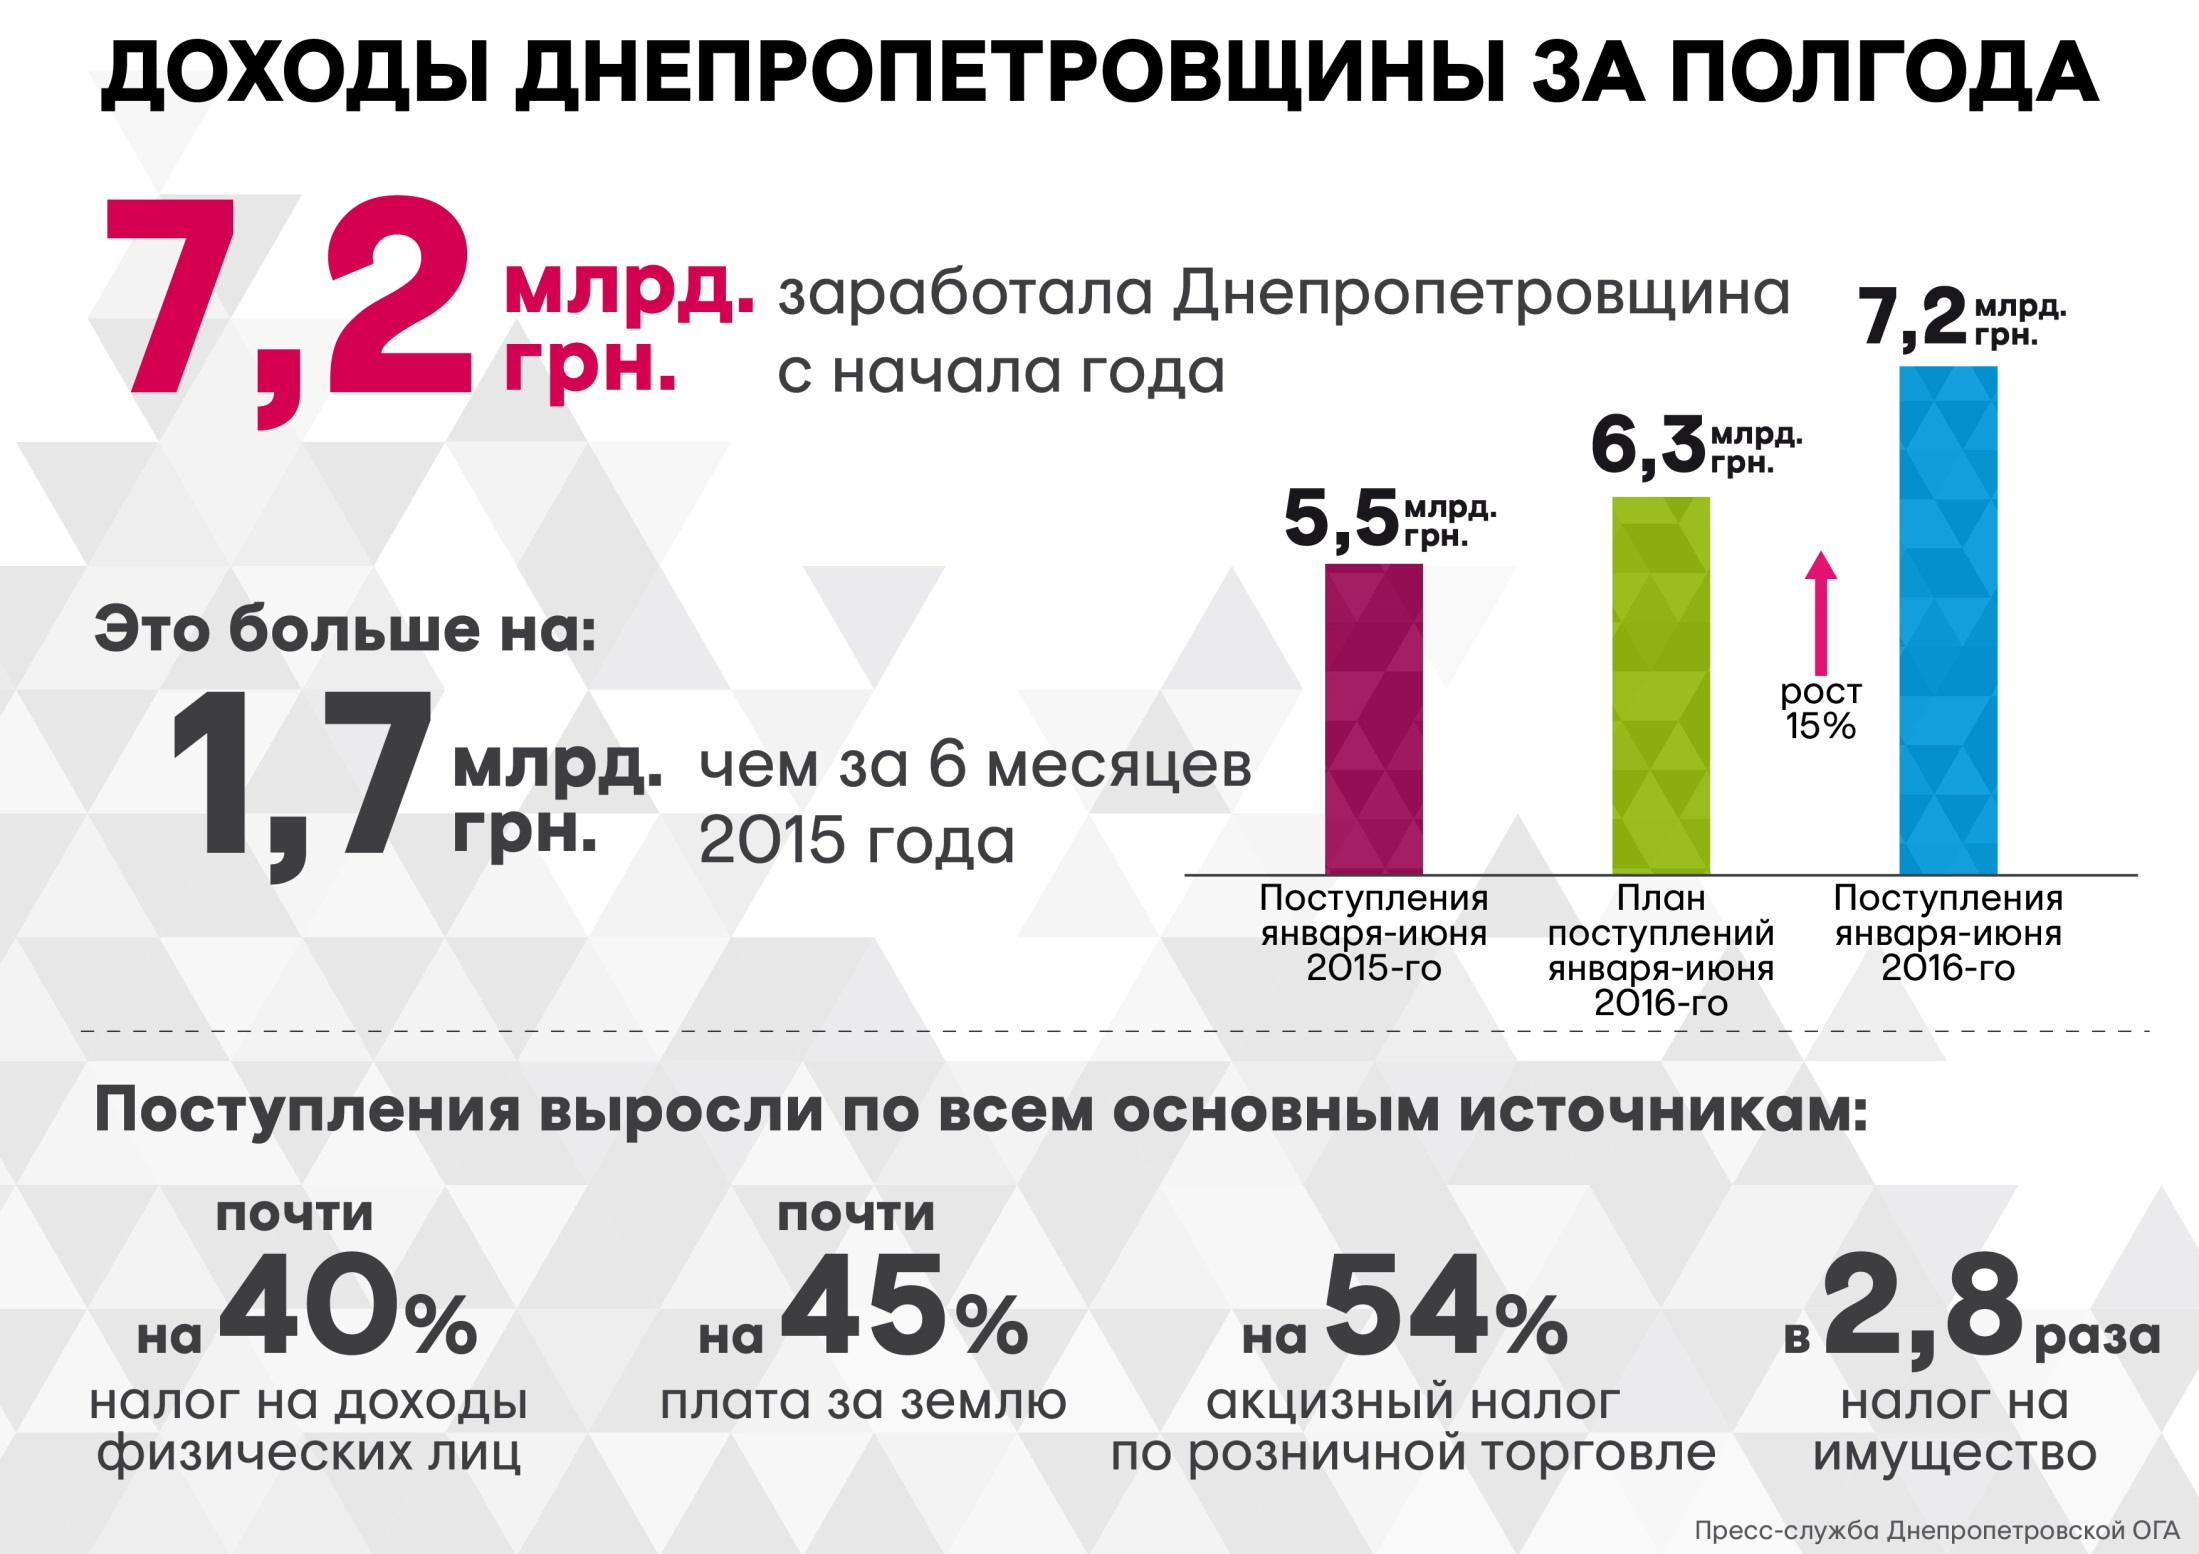 ДОХОДЫ ДНЕПРОПЕТРОВЩИНЫ ЗА ПОЛГОДА
7,2 млрд. грн.
заработала Днепропетровщина
с начала года
Это больше на:
1,7 млрд. грн.
чем за 6 месяцев
2015 года
5,5 млрд. грн.
6,3 млрд. грн.
7,2 млрд. грн.
рост
15%
Поступления
января-июня
2015-го
План
поступлений
января-июня
2016-го
Поступления
января-июня
2016-го
Поступления выросли по всем основным источникам:
почти
на 40%
налог на доходы
физических лиц
почти
на 45%
плата за землю
на 54%
акцизный налог
по розничной торговле
в 2,8 раза
налог на
имущество
Пресс-служба Днепропетровской ОГА